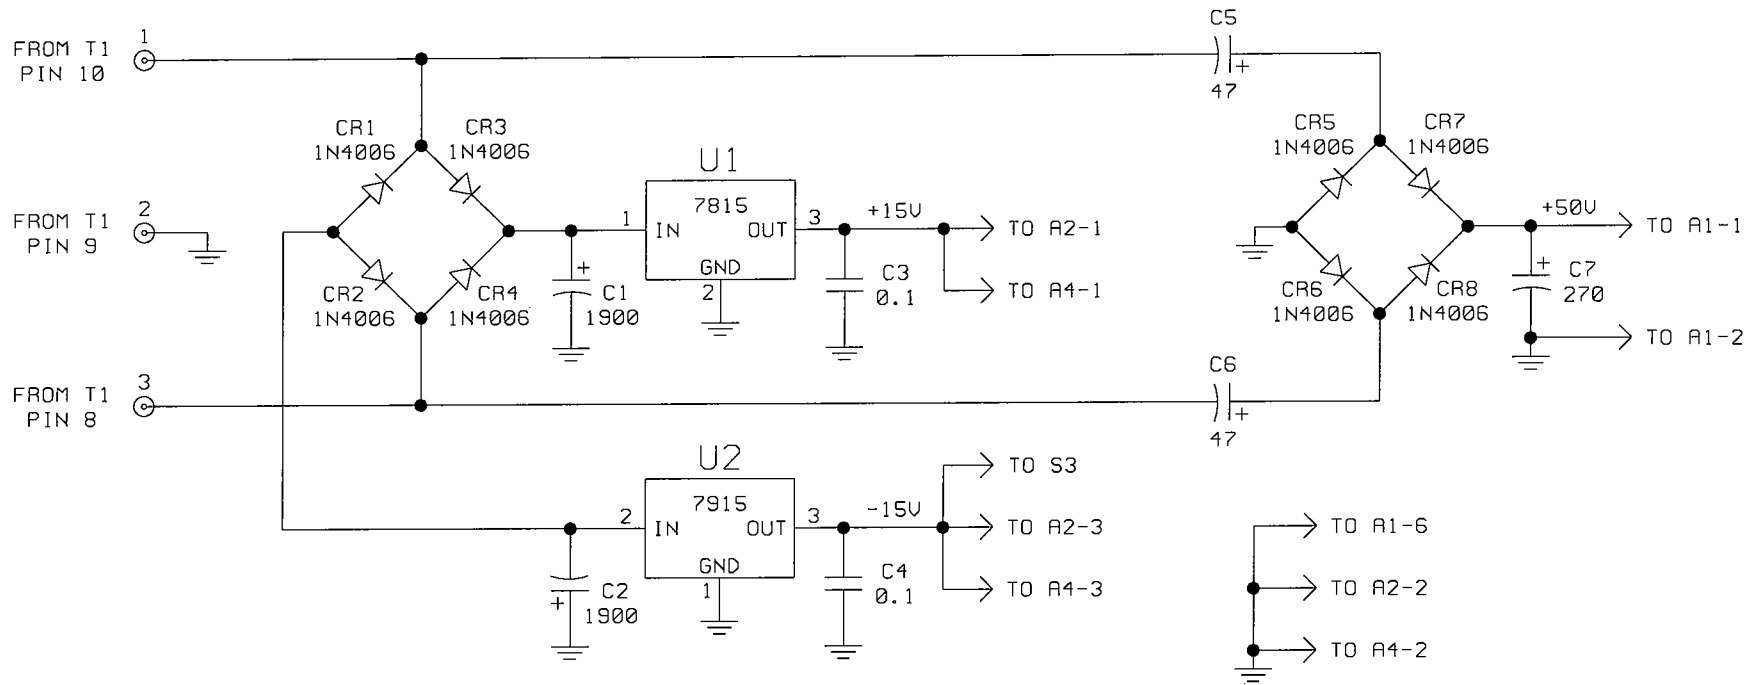 FROM T1
PIN 10
1
C5
+
47
CR1
1N4006
CR3
1N4006
CR5
1N4006
CR7
1N4006
U1
7815
1
IN
OUT
3
GND
2
+15V
TO A2-1
TO A4-1
FROM T1
PIN 9
2
CR2
1N4006
CR4
1N4006
+
C1
1900
C3
0.1
CR6
1N4006
CR8
1N4006
+50V
TO A1-1
+
C7
270
TO A1-2
FROM T1
PIN 8
3
C6
+
47
U2
7915
2
IN
OUT
3
GND
1
-15V
TO S3
TO A2-3
TO A4-3
+
C2
1900
C4
0.1
TO A1-6
TO A2-2
TO A4-2